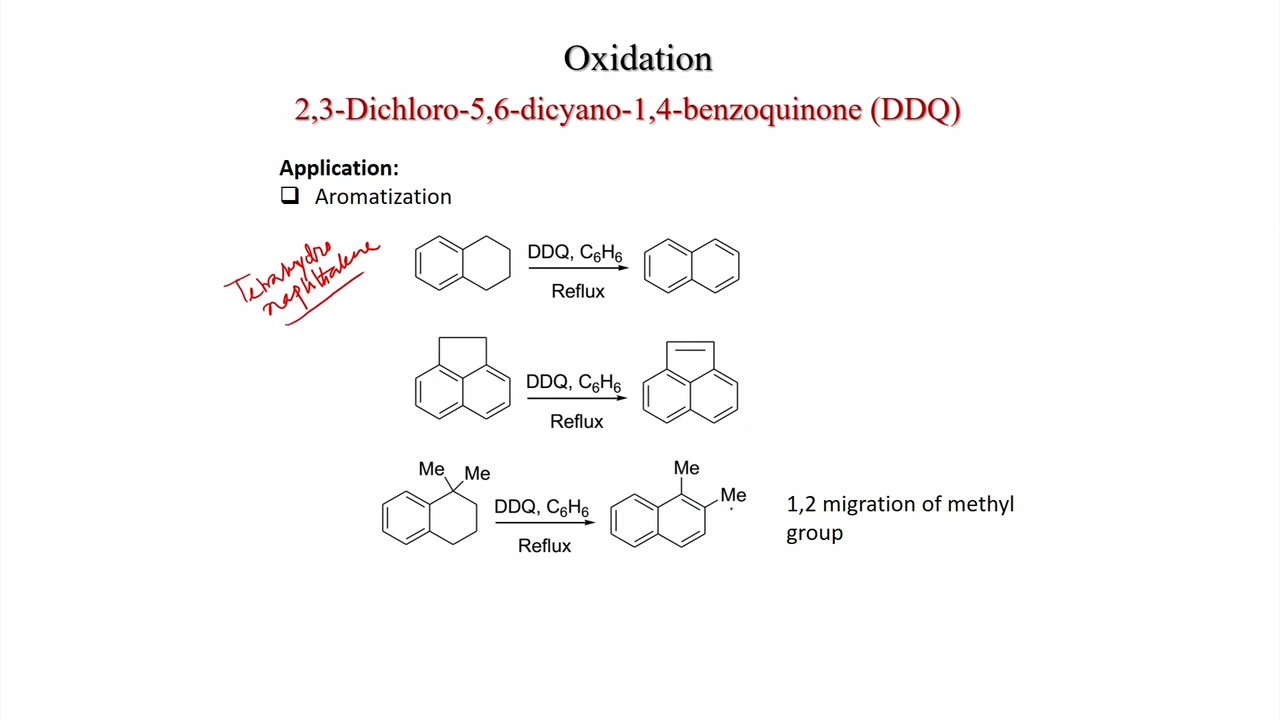 Oxidation
2,3-Dichloro-5,6-dicyano-1,4-benzoquinone (DDQ)
Application:
❑ Aromatization
Tetrahydro
naphthalene
DDQ, C₆H₆
Reflux
DDQ, C₆H₆
Reflux
Me Me
DDQ, C₆H₆
Reflux
Me
Me
1,2 migration of methyl
group